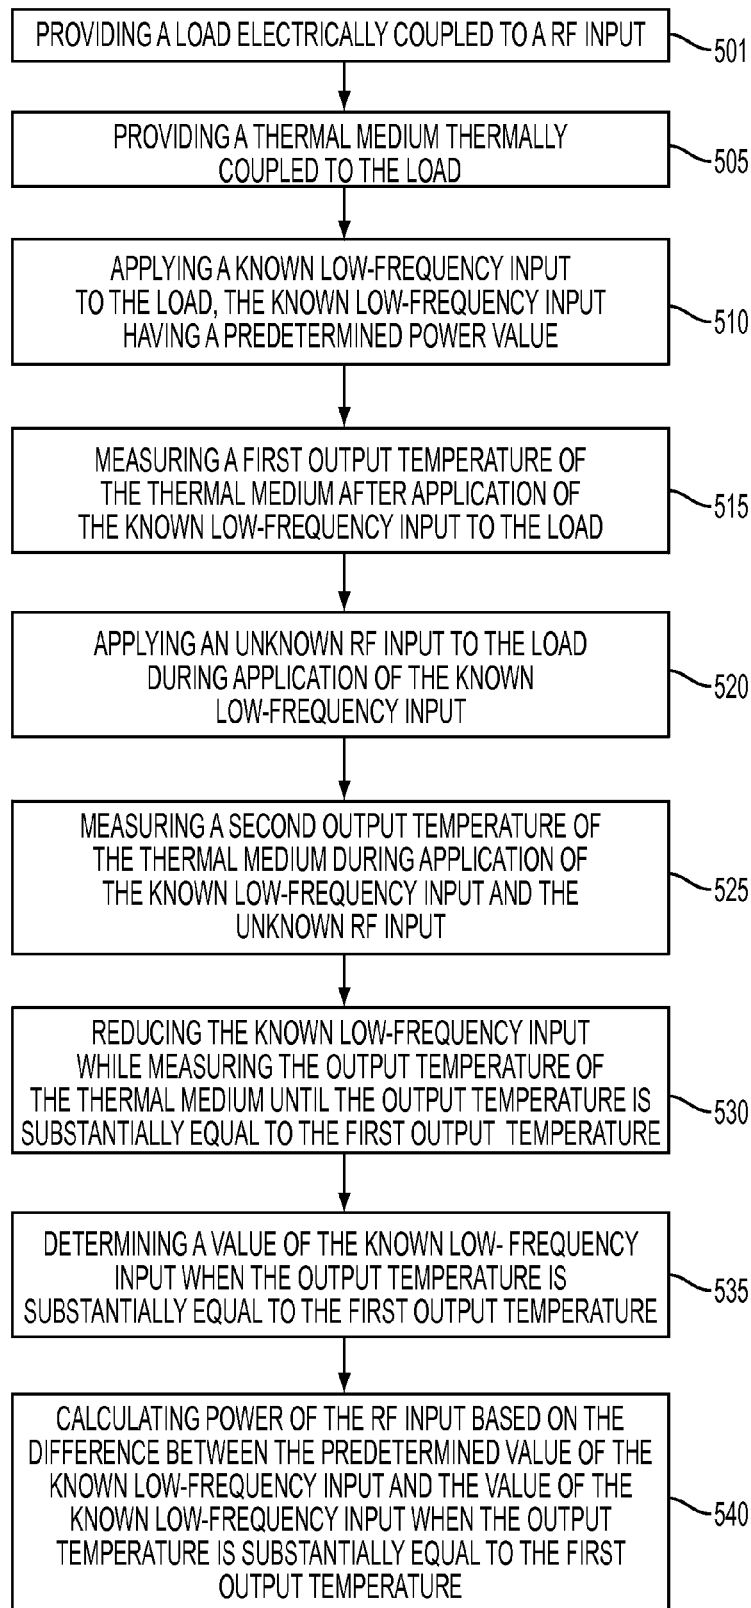 PROVIDING A LOAD ELECTRICALLY COUPLED TO A RF INPUT
501
PROVIDING A THERMAL MEDIUM THERMALLY
COUPLED TO THE LOAD
505
APPLYING A KNOWN LOW-FREQUENCY INPUT
TO THE LOAD, THE KNOWN LOW-FREQUENCY INPUT
HAVING A PREDETERMINED POWER VALUE
510
MEASURING A FIRST OUTPUT TEMPERATURE OF
THE THERMAL MEDIUM AFTER APPLICATION OF
THE KNOWN LOW-FREQUENCY INPUT TO THE LOAD
515
APPLYING AN UNKNOWN RF INPUT TO THE LOAD
DURING APPLICATION OF THE KNOWN
LOW-FREQUENCY INPUT
520
MEASURING A SECOND OUTPUT TEMPERATURE OF
THE THERMAL MEDIUM DURING APPLICATION OF
THE KNOWN LOW-FREQUENCY INPUT AND THE
UNKNOWN RF INPUT
525
REDUCING THE KNOWN LOW-FREQUENCY INPUT
WHILE MEASURING THE OUTPUT TEMPERATURE OF
THE THERMAL MEDIUM UNTIL THE OUTPUT TEMPERATURE IS
SUBSTANTIALLY EQUAL TO THE FIRST OUTPUT TEMPERATURE
530
DETERMINING A VALUE OF THE KNOWN LOW- FREQUENCY
INPUT WHEN THE OUTPUT TEMPERATURE IS
SUBSTANTIALLY EQUAL TO THE FIRST OUTPUT TEMPERATURE
535
CALCULATING POWER OF THE RF INPUT BASED ON THE
DIFFERENCE BETWEEN THE PREDETERMINED VALUE OF THE
KNOWN LOW-FREQUENCY INPUT AND THE VALUE OF THE
KNOWN LOW-FREQUENCY INPUT WHEN THE OUTPUT
TEMPERATURE IS SUBSTANTIALLY EQUAL TO THE FIRST
OUTPUT TEMPERATURE
540